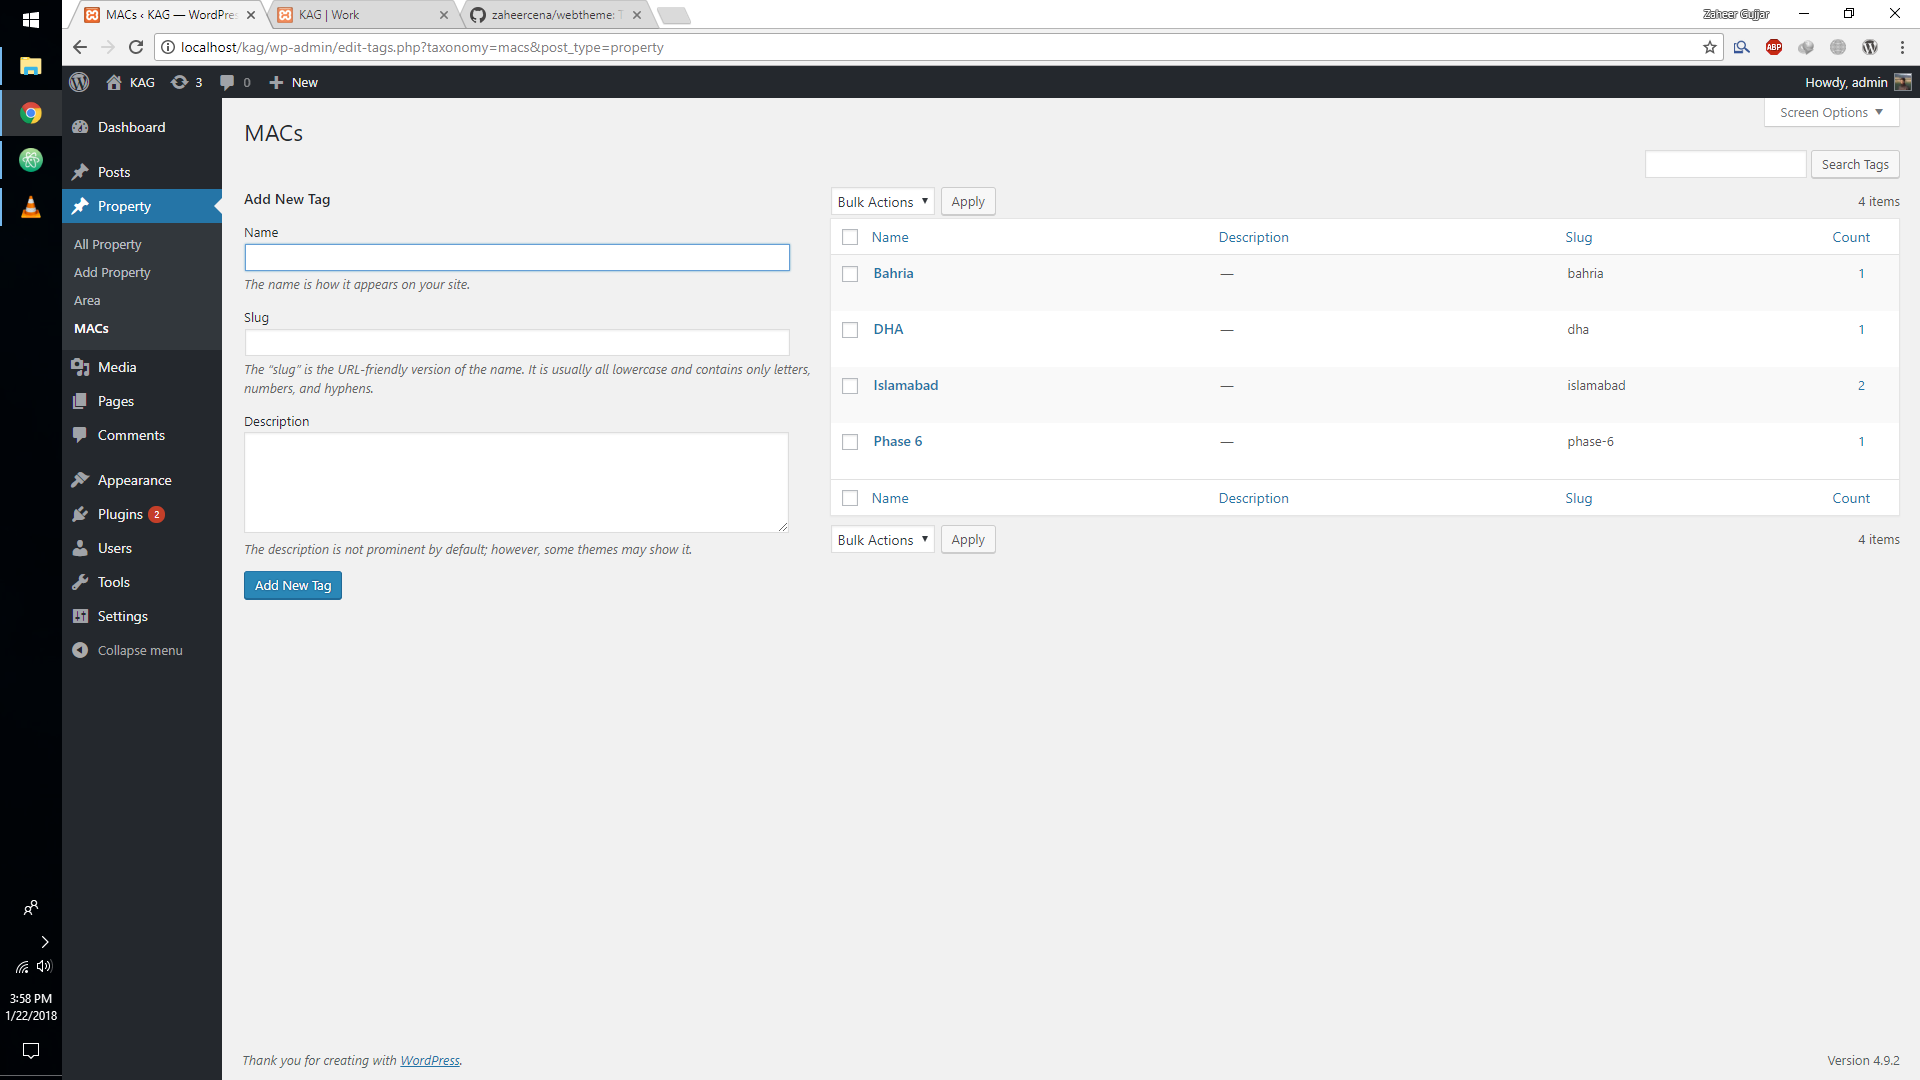 MACs ‹ KAG — WordPres
KAG | Work
zaheercena/webtheme: T
Zaheer Gujjar
localhost/kag/wp-admin/edit-tags.php?taxonomy=macs&post_type=property
ABP
KAG
3
0
New
Howdy, admin
Dashboard
Posts
Property
All Property
Add Property
Area
MACs
Media
Pages
Comments
Appearance
Plugins 2
Users
Tools
Settings
Collapse menu
MACs
Screen Options
Search Tags
Add New Tag
Name
The name is how it appears on your site.
Slug
The “slug” is the URL-friendly version of the name. It is usually all lowercase and contains only letters,
numbers, and hyphens.
Description
The description is not prominent by default; however, some themes may show it.
Add New Tag
Bulk Actions Apply 4 items
Name Description Slug Count
Bahria — bahria 1
DHA — dha 1
Islamabad — islamabad 2
Phase 6 — phase-6 1
Name Description Slug Count
Bulk Actions Apply 4 items
3:58 PM
1/22/2018
Thank you for creating with WordPress.
Version 4.9.2